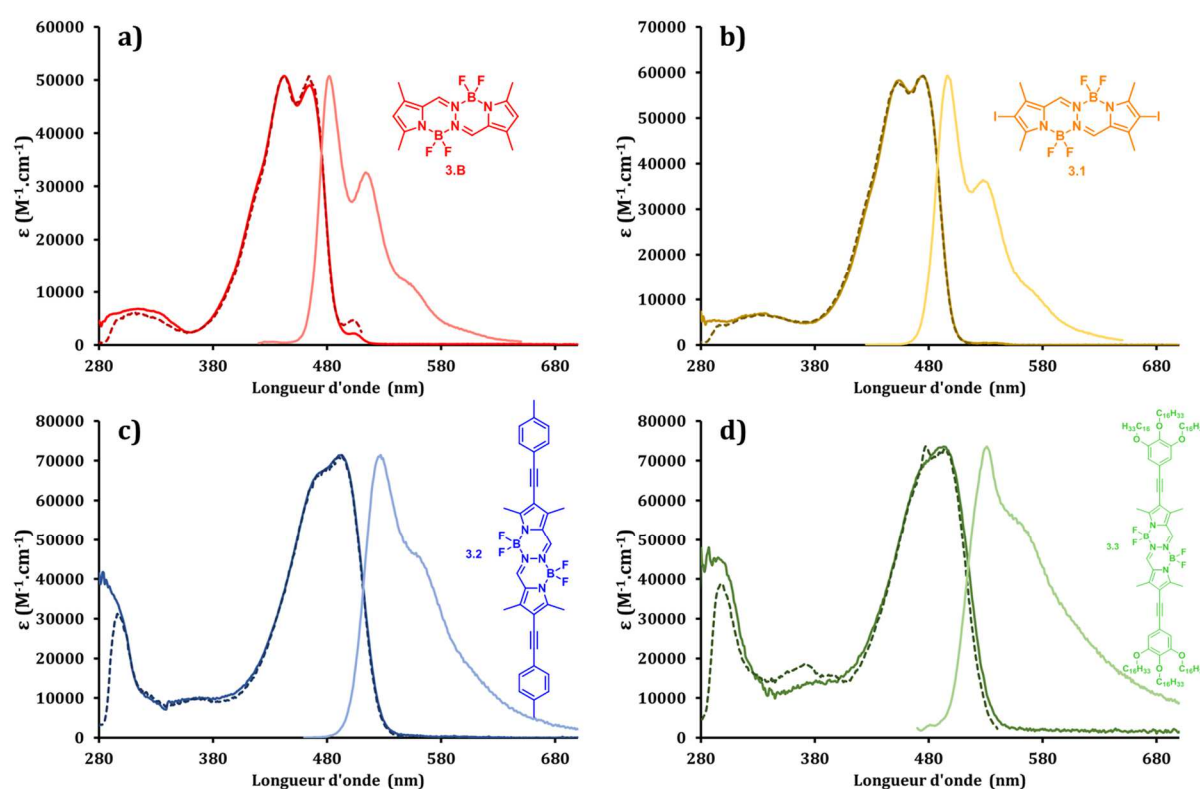 a)
ε (M⁻¹.cm⁻¹)
60000
50000
40000
30000
20000
10000
0
280 380 480 580 680
Longueur d'onde (nm)
F F
B
N N
N N
B
F F
3.B
b)
ε (M⁻¹.cm⁻¹)
70000
60000
50000
40000
30000
20000
10000
0
280 380 480 580 680
Longueur d'onde (nm)
F F
B
I N N I
N N
B
F F
3.1
c)
ε (M⁻¹.cm⁻¹)
80000
70000
60000
50000
40000
30000
20000
10000
0
280 380 480 580 680
Longueur d'onde (nm)
N
F B N
F
3.2
N B F
N F
d)
ε (M⁻¹.cm⁻¹)
80000
70000
60000
50000
40000
30000
20000
10000
0
280 380 480 580 680
Longueur d'onde (nm)
C₁₆H₃₃
H₃₃C₁₆ O C₁₆H
O O
N
F B N
F
3.3
N B F
N F
O O
C₁₆H₃₃ O C₁₆H
C₁₆H₃₃